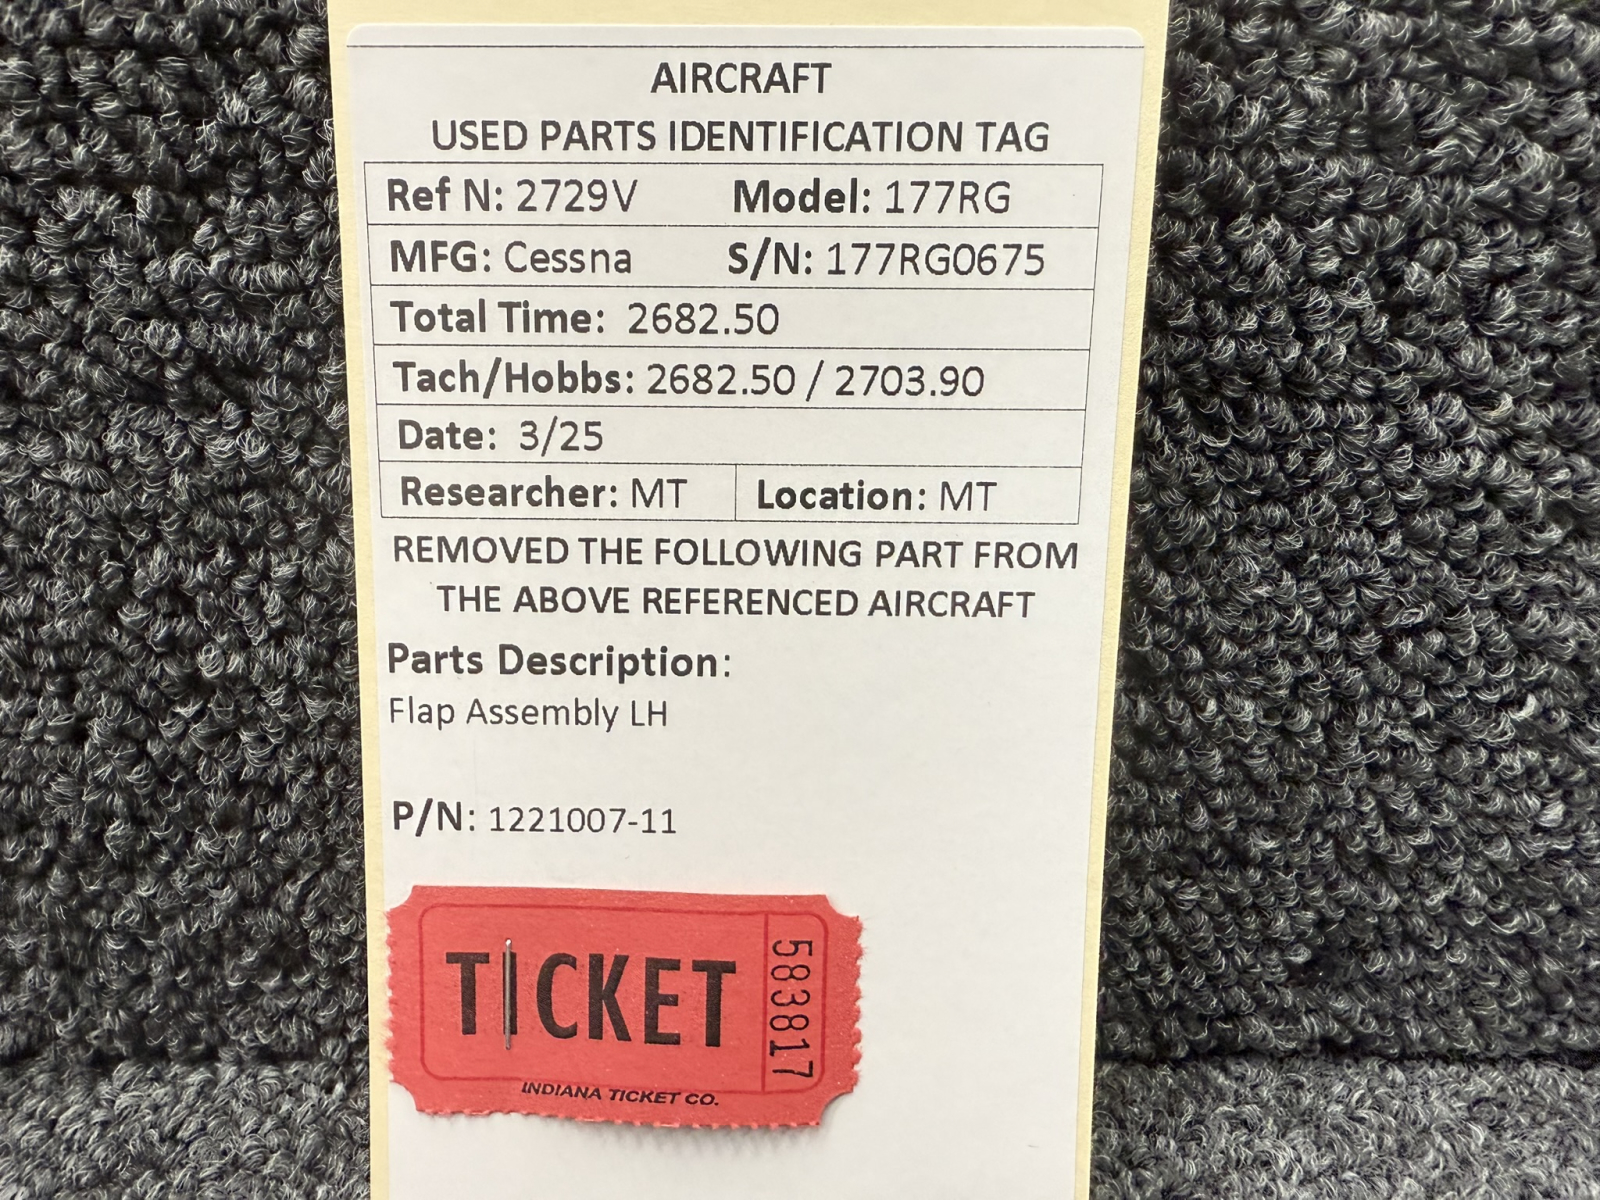 AIRCRAFT
USED PARTS IDENTIFICATION TAG
Ref N: 2729V Model: 177RG
MFG: Cessna S/N: 177RG0675
Total Time: 2682.50
Tach/Hobbs: 2682.50 / 2703.90
Date: 3/25
Researcher: MT Location: MT
REMOVED THE FOLLOWING PART FROM
THE ABOVE REFERENCED AIRCRAFT
Parts Description:
Flap Assembly LH
P/N: 1221007-11
TICKET
583817
INDIANA TICKET CO.